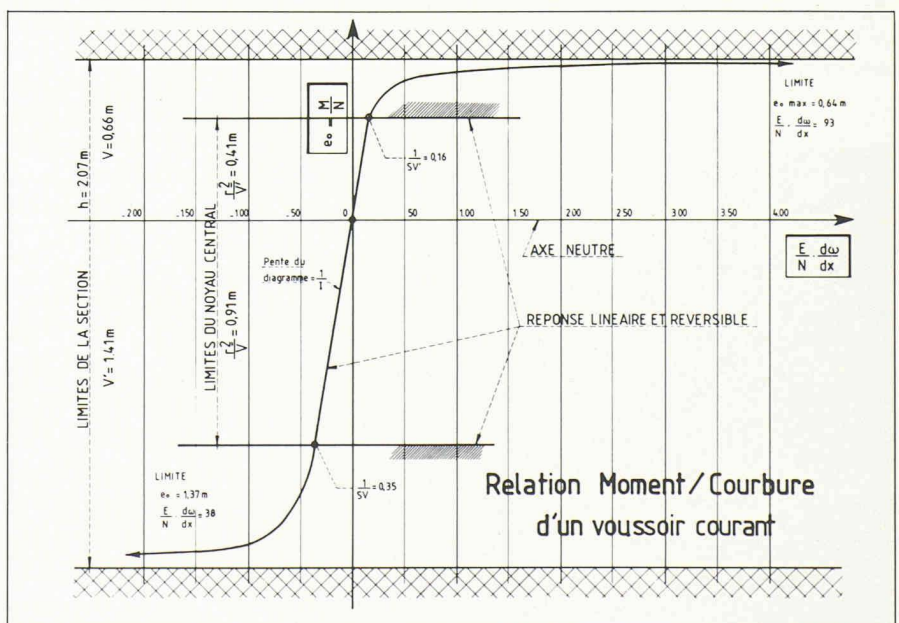 LIMITE
e₀ max = 0,64 m
E/N · dω/dx = 93
e₀ = M/N
1/SV' = 0,16
h = 2.07 m
V = 0,66 m
r²/V' = 0,41 m
.200 .150 .100 .50 0 50 100 150 200 250 300 350 400
AXE NEUTRE
E/N · dω/dx
Pente du
diagramme = 1/I
LIMITES DE LA SECTION
V' = 1.41 m
LIMITES DU NOYAU CENTRAL
r²/V = 0,91 m
REPONSE LINEAIRE ET REVERSIBLE
LIMITE
e₀ = 1,37 m
E/N · dω/dx = 38
1/SV = 0,35
Relation Moment/Courbure
d'un voussoir courant